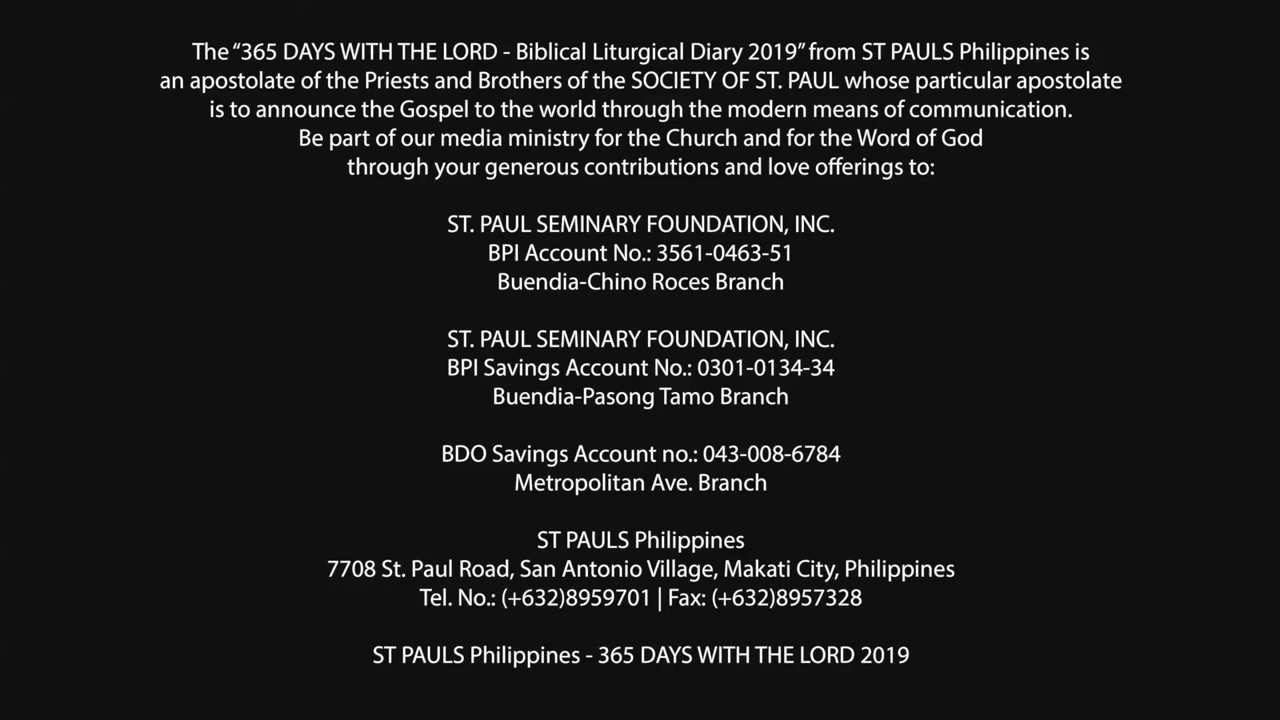 The “365 DAYS WITH THE LORD - Biblical Liturgical Diary 2019” from ST PAULS Philippines is
an apostolate of the Priests and Brothers of the SOCIETY OF ST. PAUL whose particular apostolate
is to announce the Gospel to the world through the modern means of communication.
Be part of our media ministry for the Church and for the Word of God
through your generous contributions and love offerings to:
ST. PAUL SEMINARY FOUNDATION, INC.
BPI Account No.: 3561-0463-51
Buendia-Chino Roces Branch
ST. PAUL SEMINARY FOUNDATION, INC.
BPI Savings Account No.: 0301-0134-34
Buendia-Pasong Tamo Branch
BDO Savings Account no.: 043-008-6784
Metropolitan Ave. Branch
ST PAULS Philippines
7708 St. Paul Road, San Antonio Village, Makati City, Philippines
Tel. No.: (+632)8959701 | Fax: (+632)8957328
ST PAULS Philippines - 365 DAYS WITH THE LORD 2019